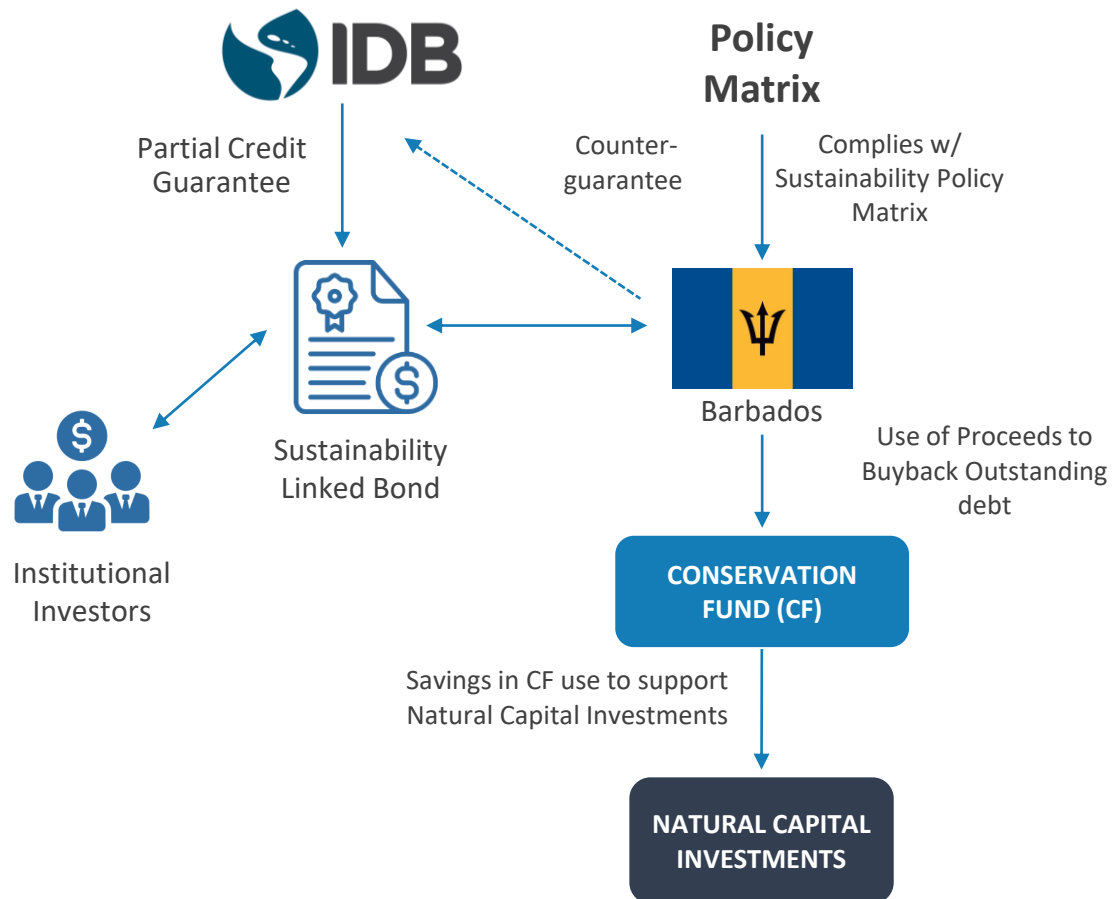 IDB
Policy
Matrix
Partial Credit
Guarantee
Counter-
guarantee
Complies w/
Sustainability Policy
Matrix
$
$
Sustainability
Linked Bond
Institutional
Investors
Barbados
Use of Proceeds to
Buyback Outstanding
debt
CONSERVATION
FUND (CF)
Savings in CF use to support
Natural Capital Investments
NATURAL CAPITAL
INVESTMENTS